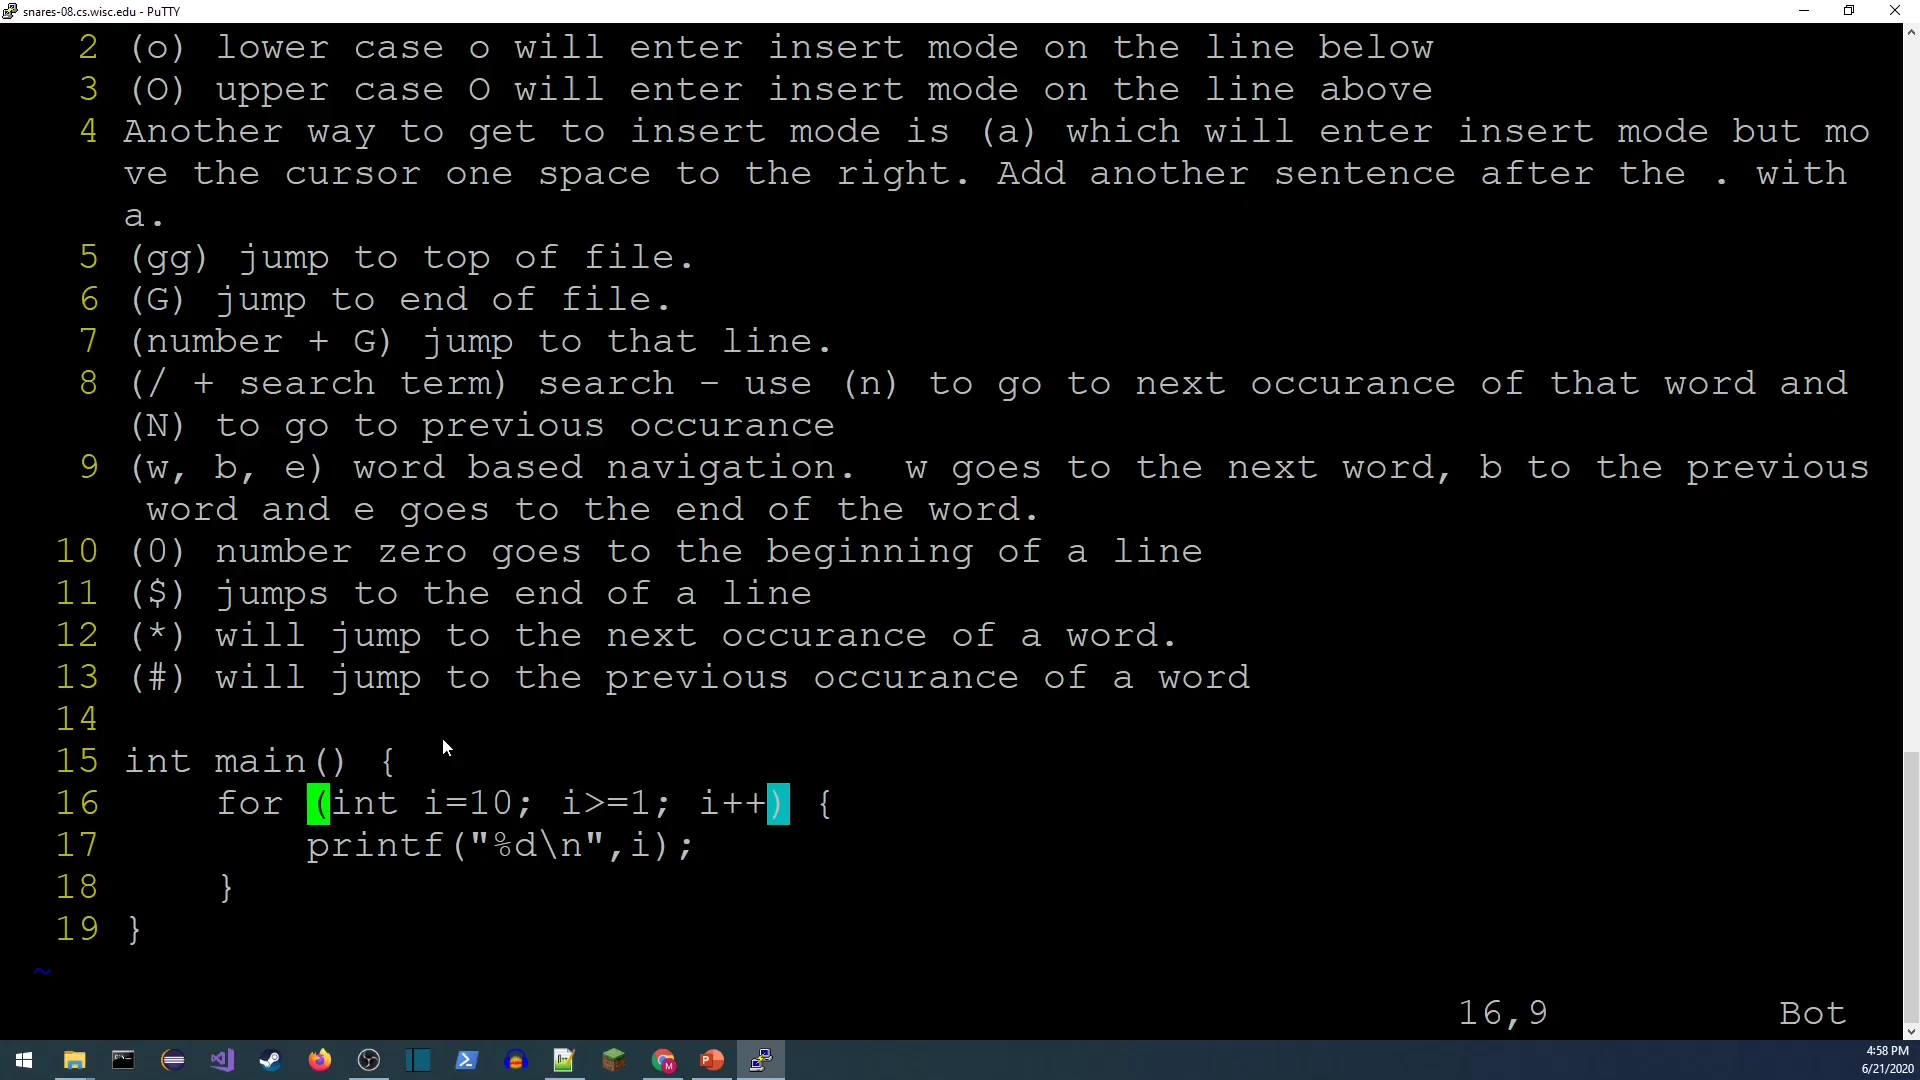 snares-08.cs.wisc.edu - PuTTY
2 (o) lower case o will enter insert mode on the line below
3 (O) upper case O will enter insert mode on the line above
4 Another way to get to insert mode is (a) which will enter insert mode but mo
ve the cursor one space to the right. Add another sentence after the . with
a.
5 (gg) jump to top of file.
6 (G) jump to end of file.
7 (number + G) jump to that line.
8 (/ + search term) search - use (n) to go to next occurance of that word and
(N) to go to previous occurance
9 (w, b, e) word based navigation.  w goes to the next word, b to the previous
word and e goes to the end of the word.
10 (0) number zero goes to the beginning of a line
11 ($) jumps to the end of a line
12 (*) will jump to the next occurance of a word.
13 (#) will jump to the previous occurance of a word
14
15 int main() {
16     for (int i=10; i>=1; i++) {
17         printf("%d\n",i);
18     }
19 }
~
16,9 Bot
4:58 PM
6/21/2020